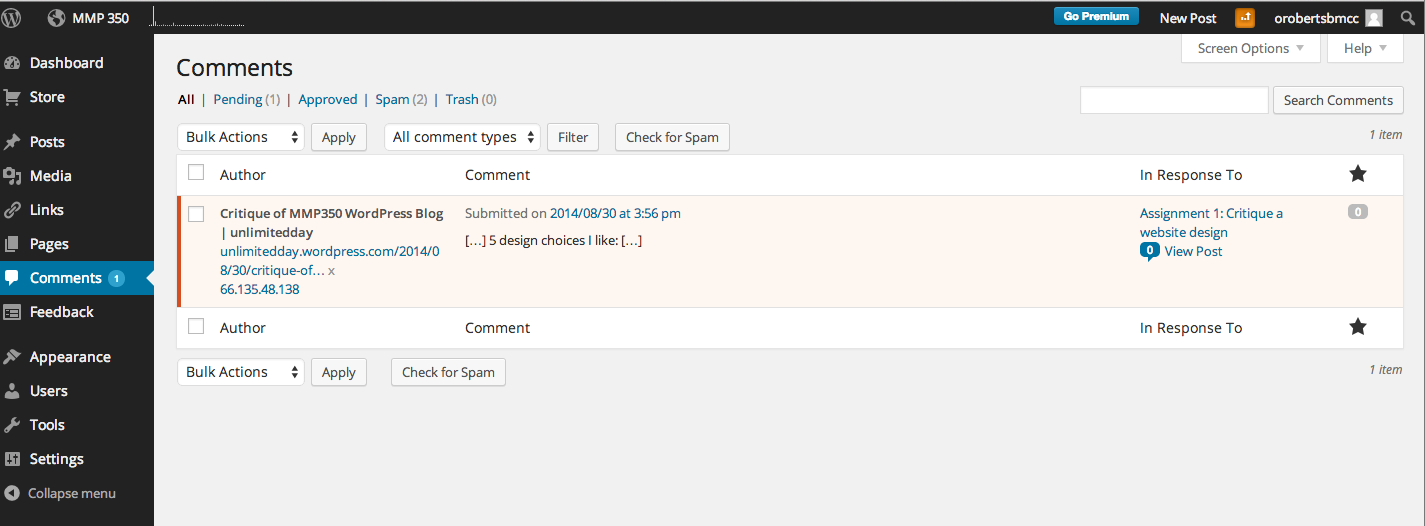 MMP 350 Go Premium New Post orobertsbmcc
Screen Options Help
Dashboard
Store
Posts
Media
Links
Pages
Comments 1
Feedback
Appearance
Users
Tools
Settings
Collapse menu
Comments
All | Pending (1) | Approved | Spam (2) | Trash (0)
Search Comments
Bulk Actions Apply All comment types Filter Check for Spam
1 item
Author Comment In Response To
Critique of MMP350 WordPress Blog
| unlimitedday
unlimitedday.wordpress.com/2014/0
8/30/critique-of… x
66.135.48.138
Submitted on 2014/08/30 at 3:56 pm
[…] 5 design choices I like: […]
Assignment 1: Critique a
website design
0 View Post
0
Author Comment In Response To
Bulk Actions Apply Check for Spam
1 item